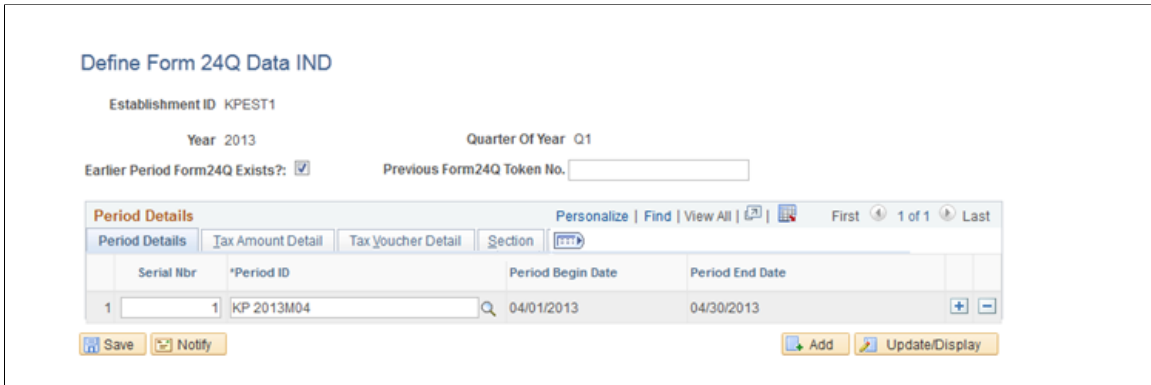 Define Form 24Q Data IND
Establishment ID KPEST1
Year 2013 Quarter Of Year Q1
Earlier Period Form24Q Exists?: Previous Form24Q Token No.
Period Details Personalize | Find | View All | | First 1 of 1 Last
Period Details Tax Amount Detail Tax Voucher Detail Section
Serial Nbr *Period ID Period Begin Date Period End Date
1 1 KP 2013M04 04/01/2013 04/30/2013
Save Notify Add Update/Display